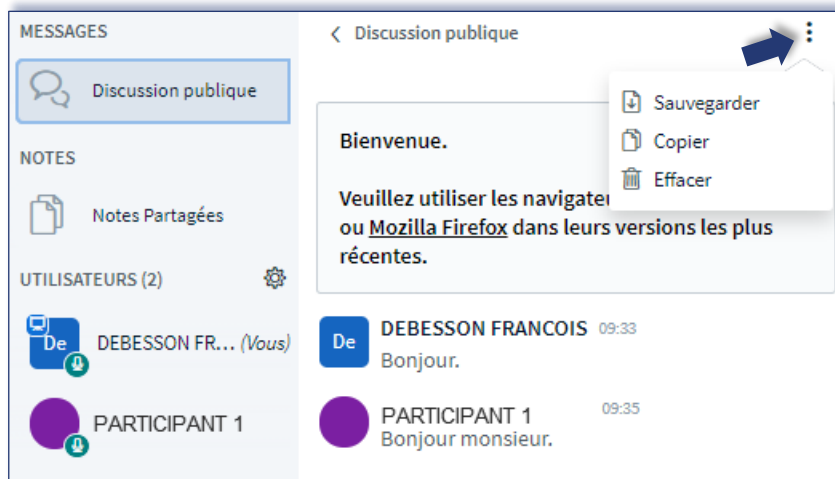 MESSAGES
Discussion publique
NOTES
Notes Partagées
UTILISATEURS (2)
De
DEBESSON FR... (Vous)
PARTICIPANT 1
Discussion publique
Sauvegarder
Copier
Effacer
Bienvenue.
Veuillez utiliser les
ou Mozilla Firefox dans leurs versions les plus
récentes.
De
DEBESSON FRANCOIS 09:33
Bonjour.
PARTICIPANT 1 09:35
Bonjour monsieur.